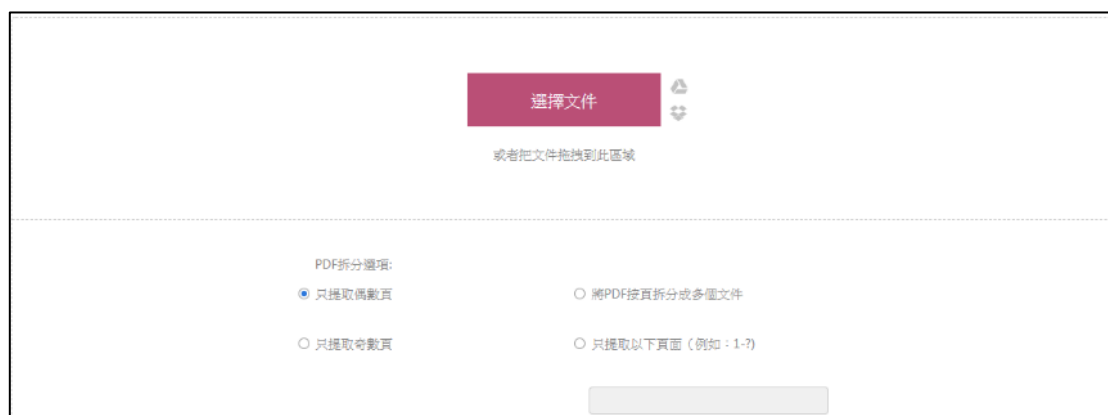 選擇文件
或者把文件拖拽到此區域
PDF拆分選項:
只提取偶數頁
將PDF按頁拆分成多個文件
只提取奇數頁
只提取以下頁面（例如：1-?)